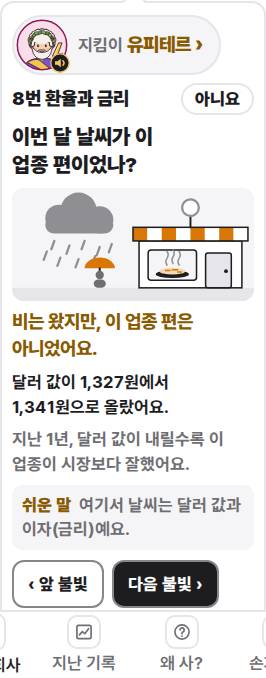 지킴이 유피테르 ›
8번 환율과 금리 아니요
이번 달 날씨가 이
업종 편이었나?
비는 왔지만, 이 업종 편은
아니었어요.
달러 값이 1,327원에서
1,341원으로 올랐어요.
지난 1년, 달러 값이 내릴수록 이
업종이 시장보다 잘했어요.
쉬운 말 여기서 날씨는 달러 값과
이자(금리)예요.
‹ 앞 불빛 다음 불빛 ›
회사 지난 기록 왜 사?